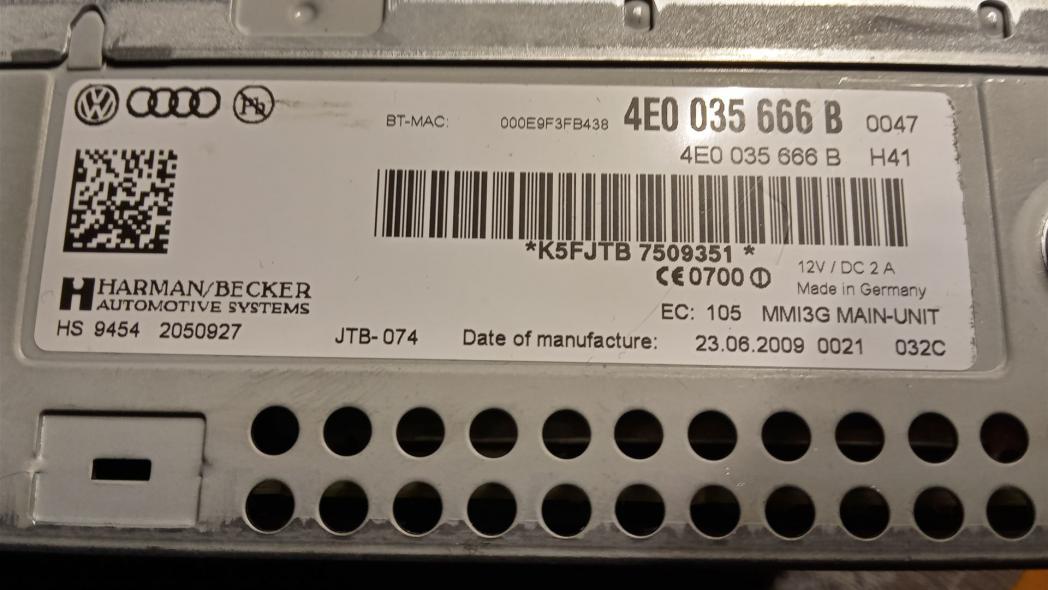 BT-MAC: 000E9F3FB438 4E0 035 666 B 0047
4E0 035 666 B H41
*K5FJTB 7509351 *
CE0700
12V / DC 2 A
Made in Germany
HARMAN/BECKER
AUTOMOTIVE SYSTEMS
EC: 105 MMI3G MAIN-UNIT
HS 9454 2050927 JTB-074 Date of manufacture: 23.06.2009 0021 032C